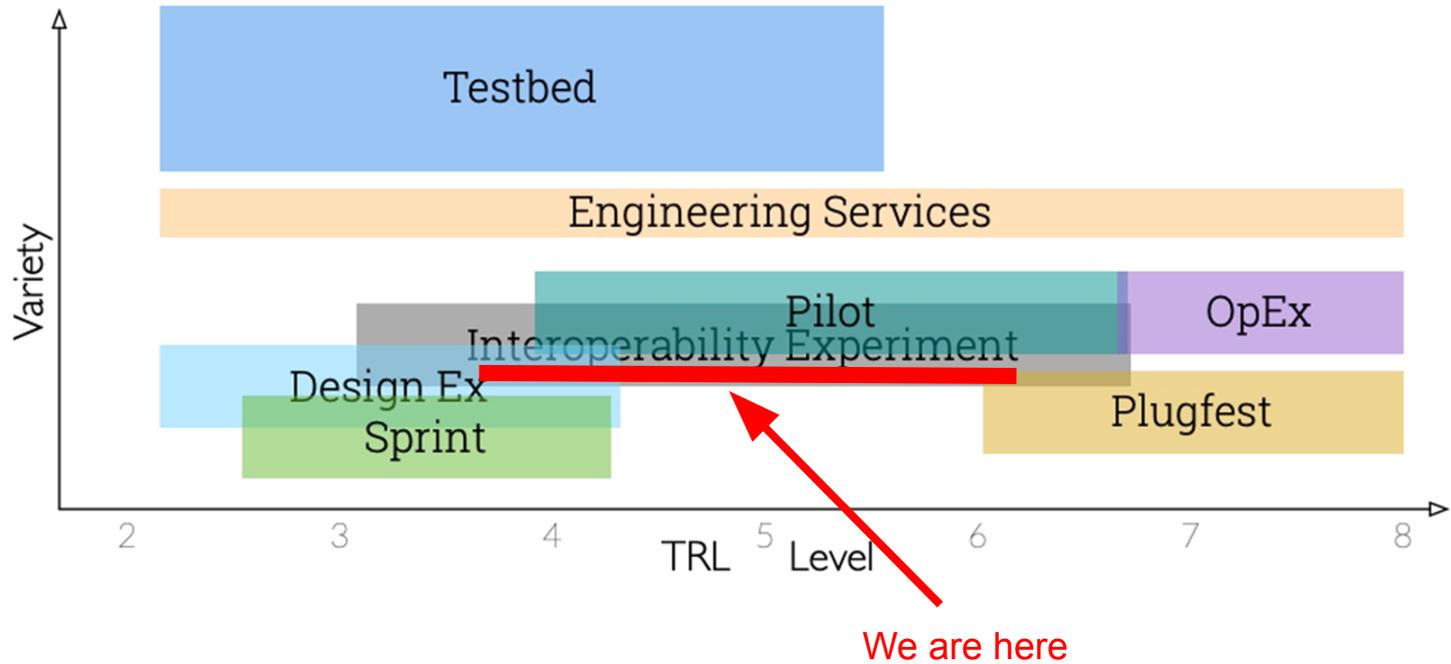 Testbed
Engineering Services
Variety
Pilot
OpEx
Interoperability Experiment
Design Ex
Plugfest
Sprint
2 3 4 5 6 7 8
TRL Level
We are here